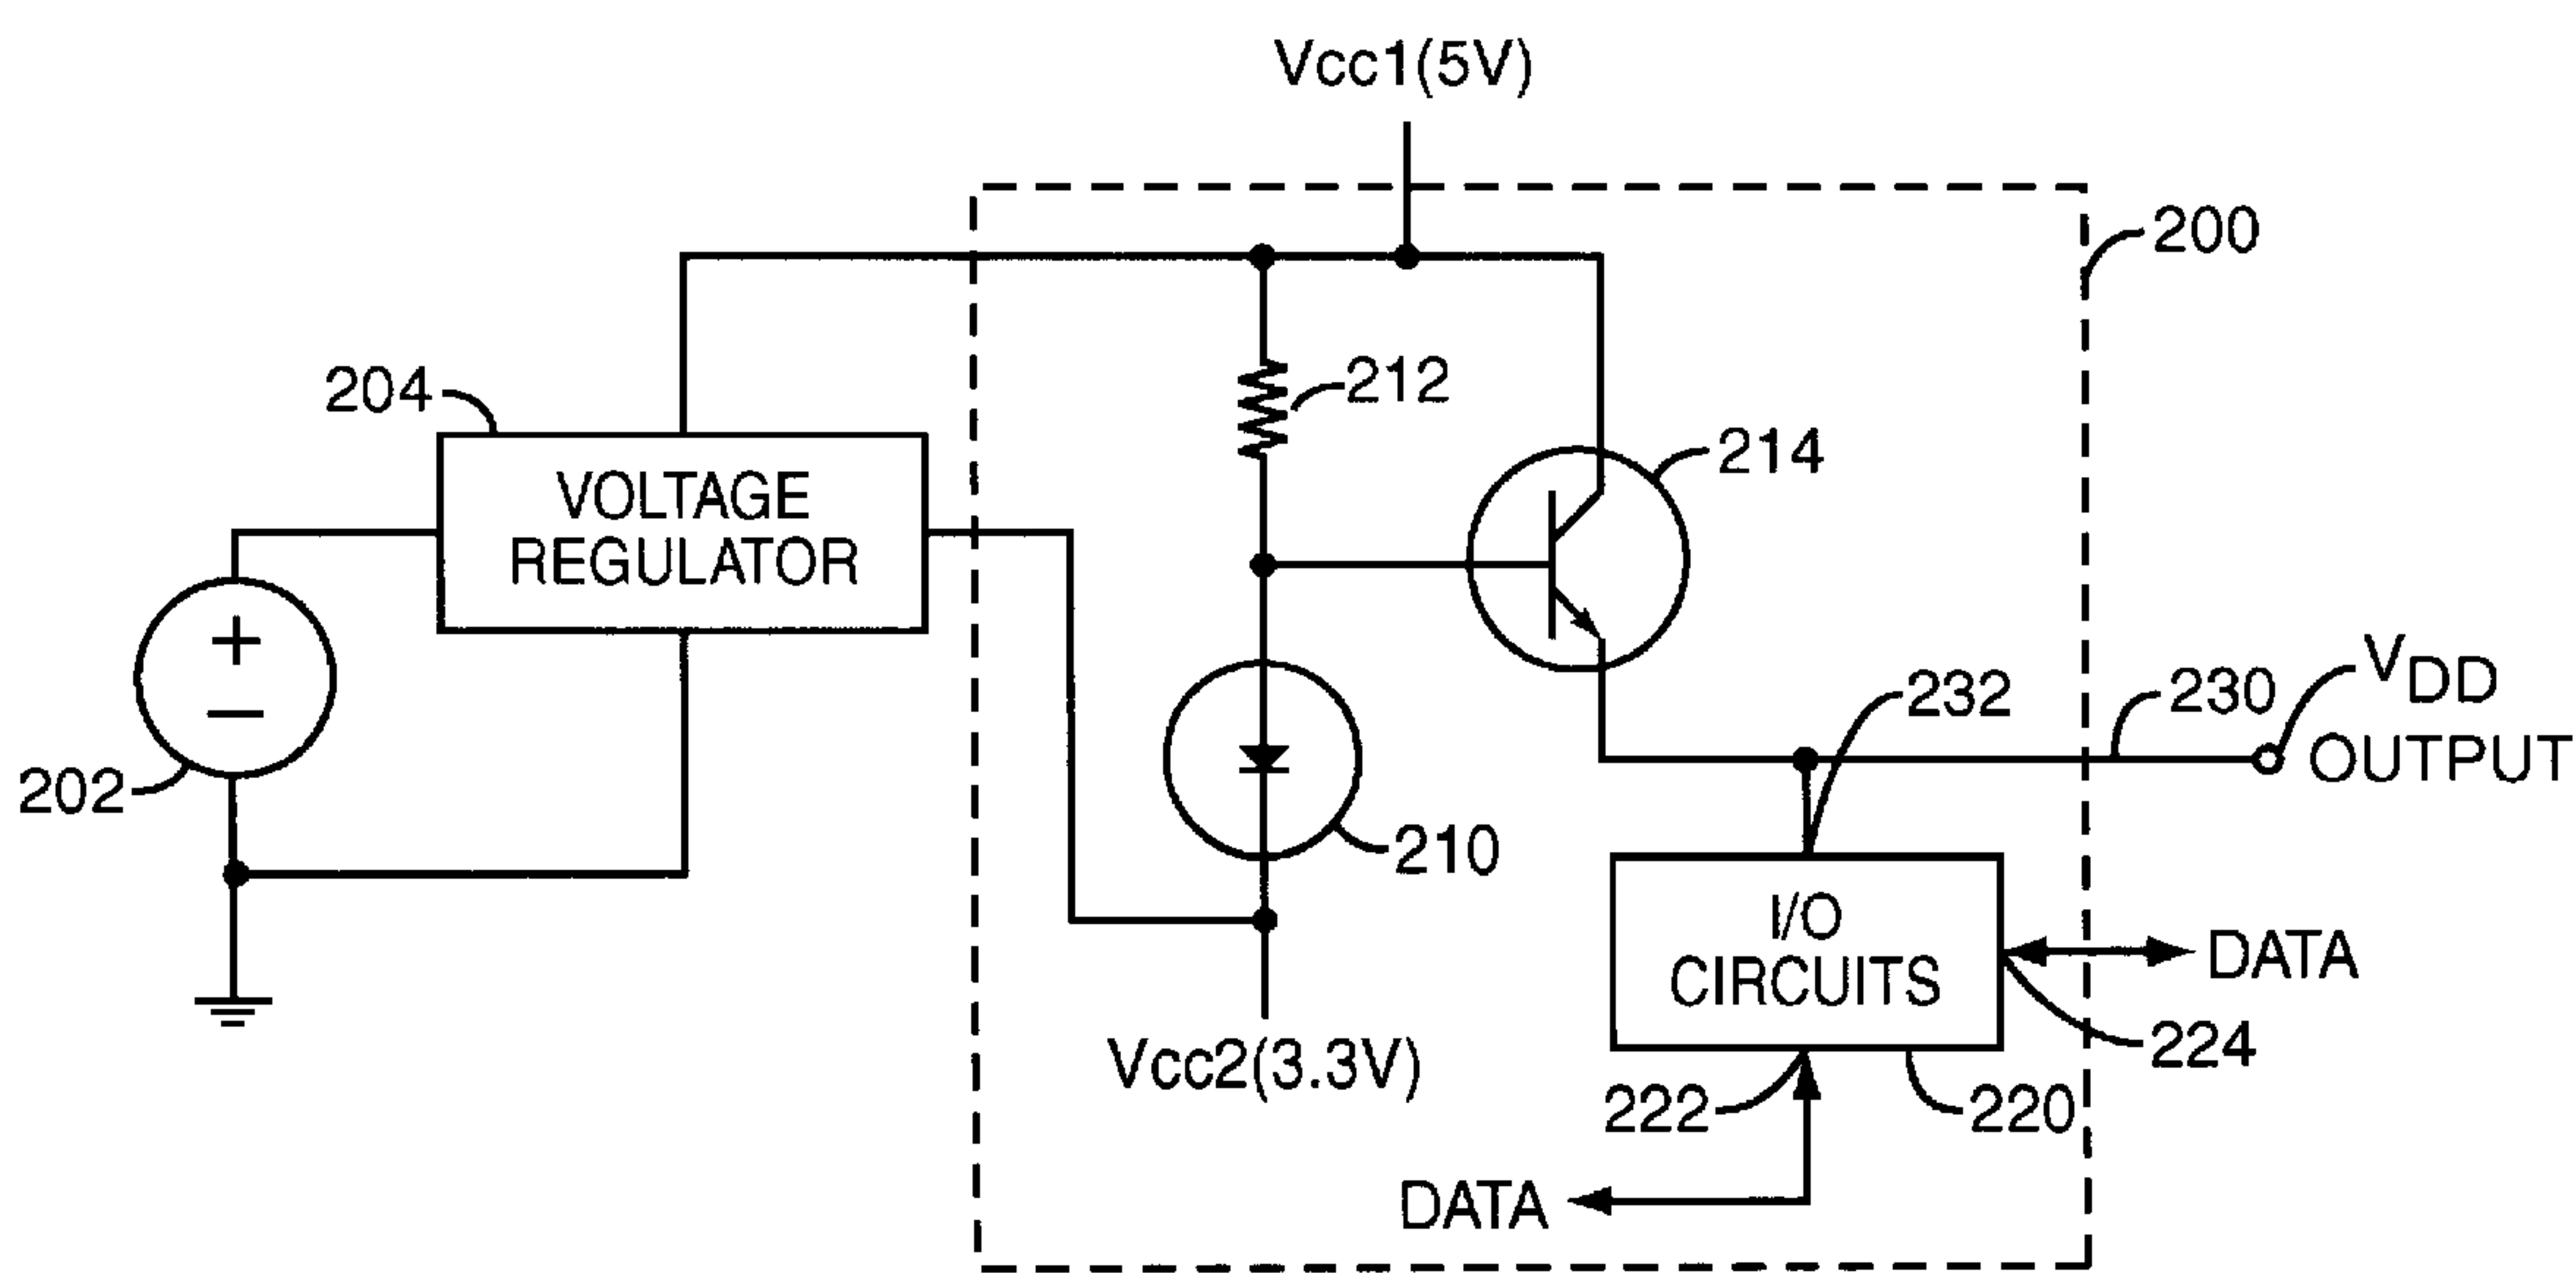 Vcc1(5V)
200
204
VOLTAGE
REGULATOR
212
214
202
+
−
210
232
230
VDD
OUTPUT
I/O
CIRCUITS
DATA
224
222
220
Vcc2(3.3V)
DATA